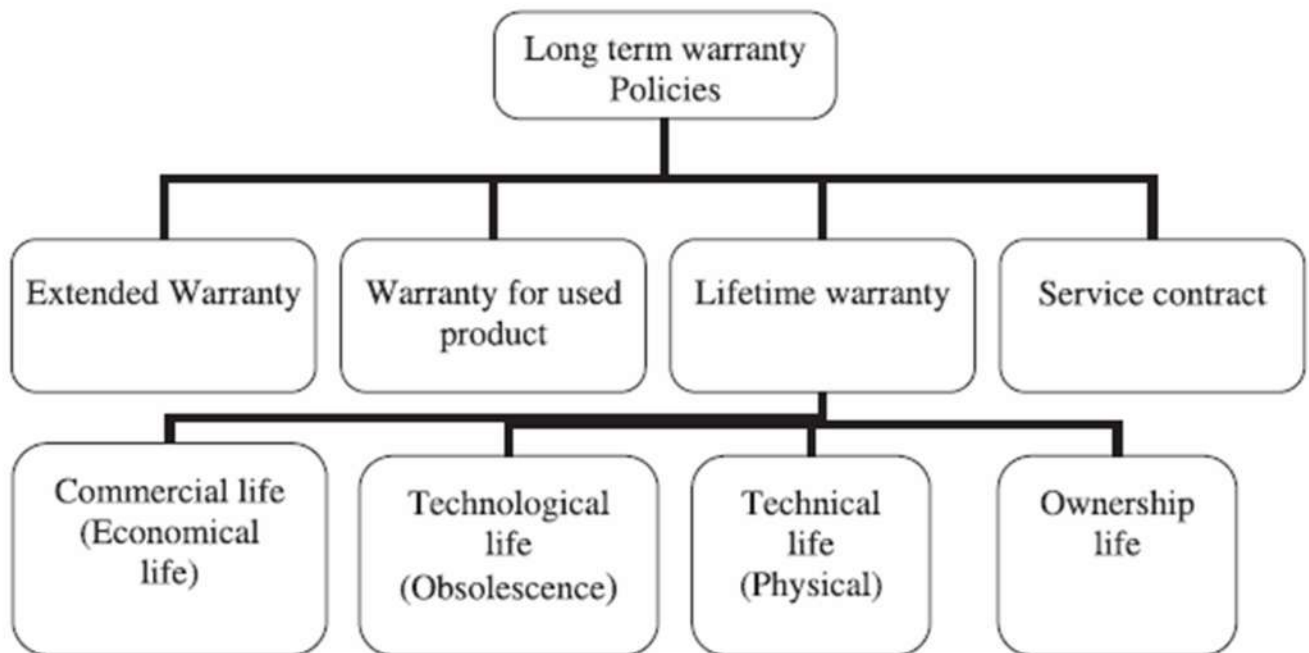 Long term warranty
Policies
Extended Warranty
Warranty for used
product
Lifetime warranty
Service contract
Commercial life
(Economical
life)
Technological
life
(Obsolescence)
Technical
life
(Physical)
Ownership
life